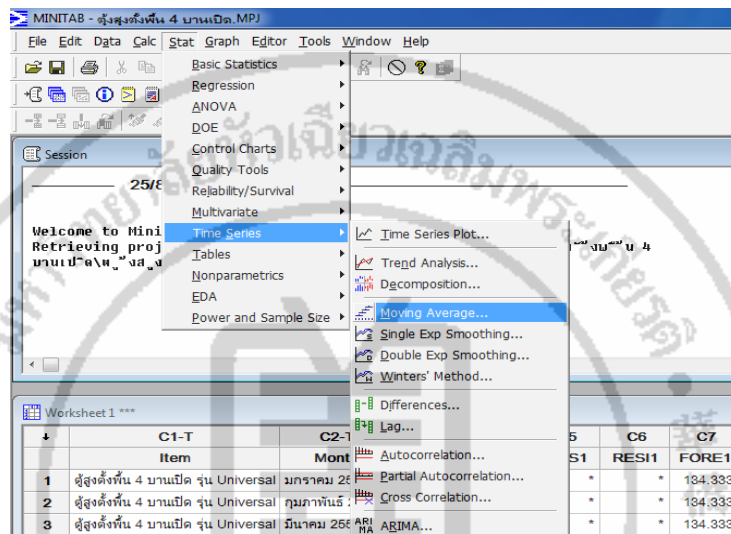 MINITAB - ตู้สูงตั้งพื้น 4 บานเปิด.MPJ
File Edit Data Calc Stat Graph Editor Tools Window Help
Basic Statistics
Regression
ANOVA
DOE
Control Charts
Quality Tools
Reliability/Survival
Multivariate
Time Series
Tables
Nonparametrics
EDA
Power and Sample Size
Time Series Plot...
Trend Analysis...
Decomposition...
Moving Average...
Single Exp Smoothing...
Double Exp Smoothing...
Winters' Method...
Differences...
Lag...
Autocorrelation...
Partial Autocorrelation...
Cross Correlation...
ARIMA...
Session
25/8
Welcome to Mini
Retrieving proj
Worksheet 1 ***
C1-T C2-T 5 C6 C7
Item Mont S1 RESI1 FORE1
1 ตู้สูงตั้งพื้น 4 บานเปิด รุ่น Universal มกราคม 25 * * 134.333
2 ตู้สูงตั้งพื้น 4 บานเปิด รุ่น Universal กุมภาพันธ์ * * 134.333
3 ตู้สูงตั้งพื้น 4 บานเปิด รุ่น Universal มีนาคม 256 * * 134.333